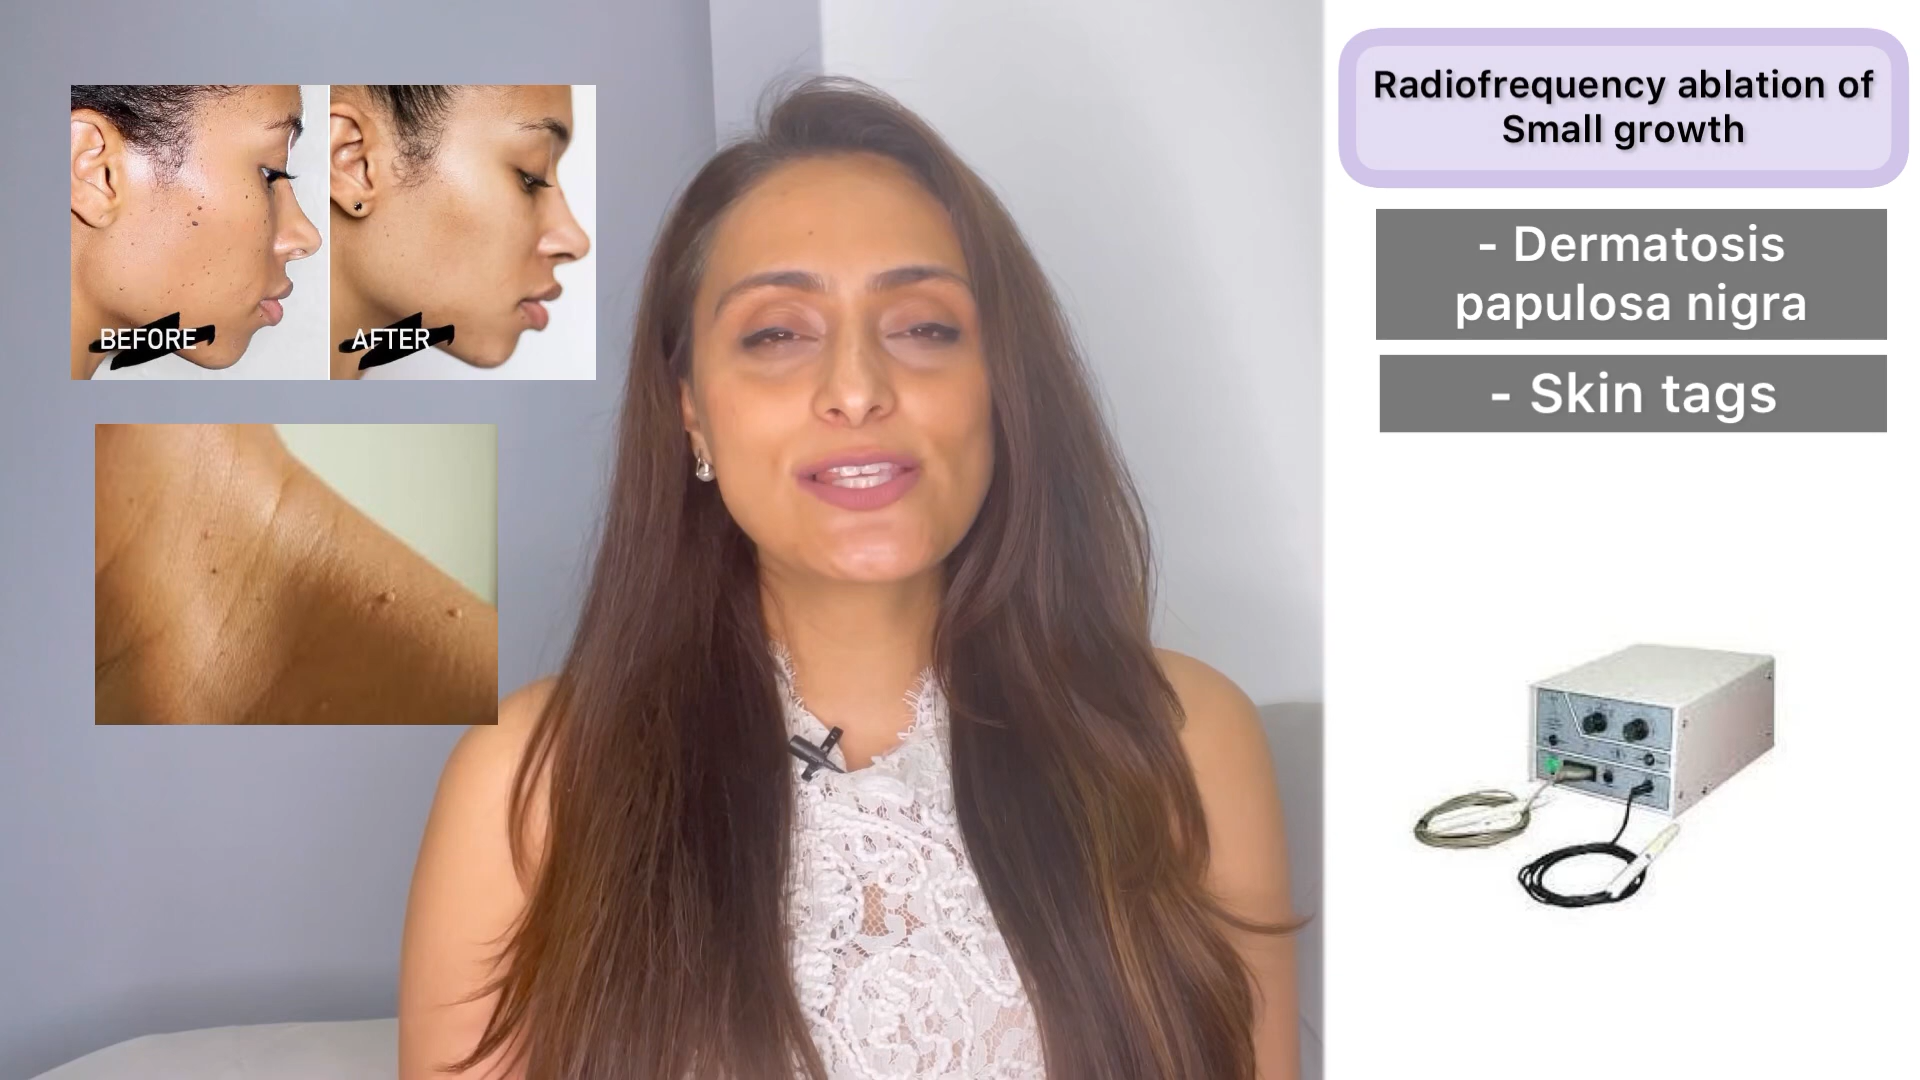 BEFORE
AFTER
Radiofrequency ablation of
Small growth
- Dermatosis
papulosa nigra
- Skin tags